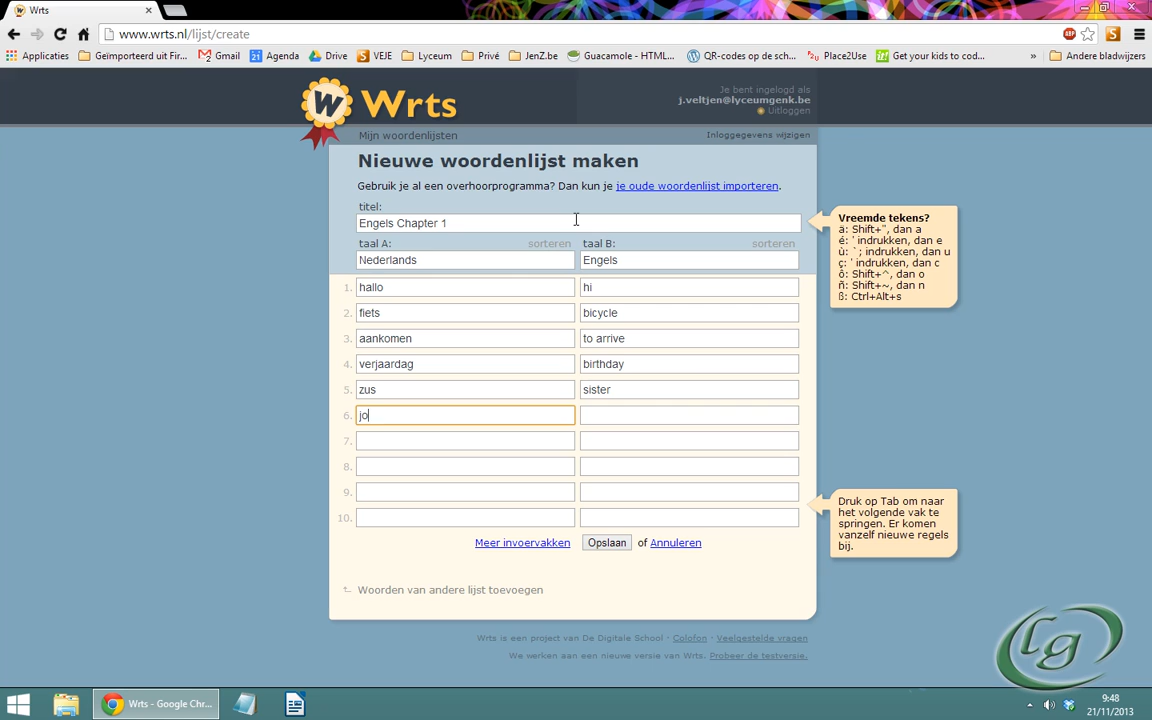 Wrts
www.wrts.nl/lijst/create
ABP
Applicaties Geïmporteerd uit Fir... Gmail 21 Agenda Drive VEJE Lyceum Privé JenZ.be Guacamole - HTML... QR-codes op de sch... Place2Use Get your kids to cod... » Andere bladwijzers
W Wrts
Je bent ingelogd als
j.veltjen@lyceumgenk.be
Uitloggen
Mijn woordenlijsten Inloggegevens wijzigen
Nieuwe woordenlijst maken
Gebruik je al een overhoorprogramma? Dan kun je je oude woordenlijst importeren.
titel:
Engels Chapter 1
taal A: sorteren taal B: sorteren
Nederlands Engels
1. hallo hi
2. fiets bicycle
3. aankomen to arrive
4. verjaardag birthday
5. zus sister
6. jo
7.
8.
9.
10.
Meer invoervakken Opslaan of Annuleren
Woorden van andere lijst toevoegen
Vreemde tekens?
ä: Shift+", dan a
é: ' indrukken, dan e
ù: `; indrukken, dan u
ç: ' indrukken, dan c
ô: Shift+^, dan o
ñ: Shift+~, dan n
ß: Ctrl+Alt+s
Druk op Tab om naar
het volgende vak te
springen. Er komen
vanzelf nieuwe regels
bij.
Wrts is een project van De Digitale School · Colofon · Veelgestelde vragen
We werken aan een nieuwe versie van Wrts. Probeer de testversie.
lg
Wrts - Google Chr...
9:48
21/11/2013